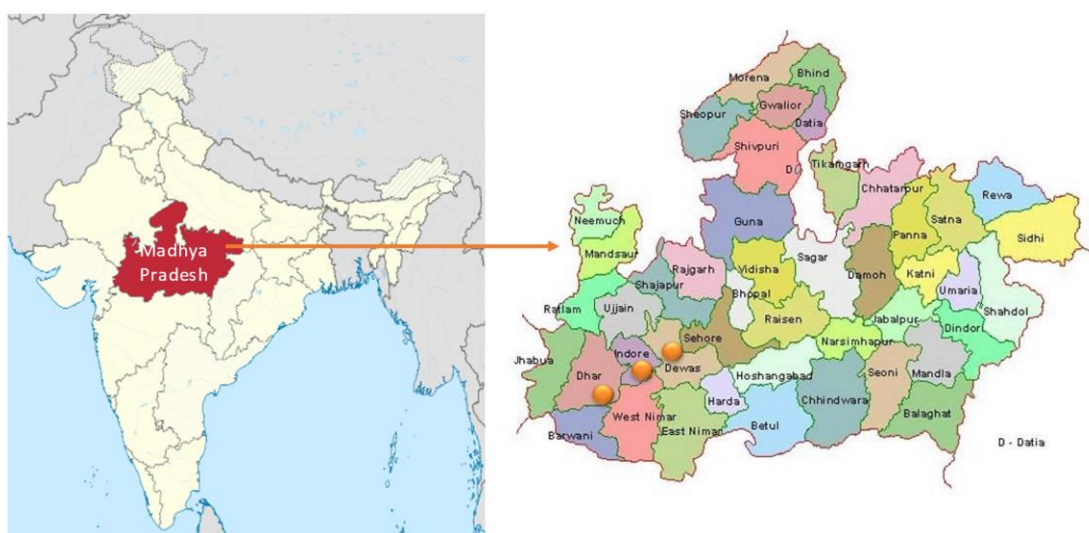 Madhya
Pradesh
Morena
Bhind
Gwalior
Sheopur
Datia
Shivpuri
D
Tikamgarh
Chhatarpur
Rewa
Neemuch
Guna
Satna
Panna
Sidhi
Mandsaur
Sagar
Rajgarh
Vidisha
Damoh
Katni
Umaria
Shajapur
Bhopal
Shahdol
Ratlam
Ujjain
Raisen
Jabalpur
Dindori
Sehore
Narsimhapur
Jhabua
Indore
Dewas
Hoshangabad
Seoni
Mandla
Dhar
Harda
Chhindwara
Balaghat
West Nimar
East Nimar
Betul
Barwani
D - Datia